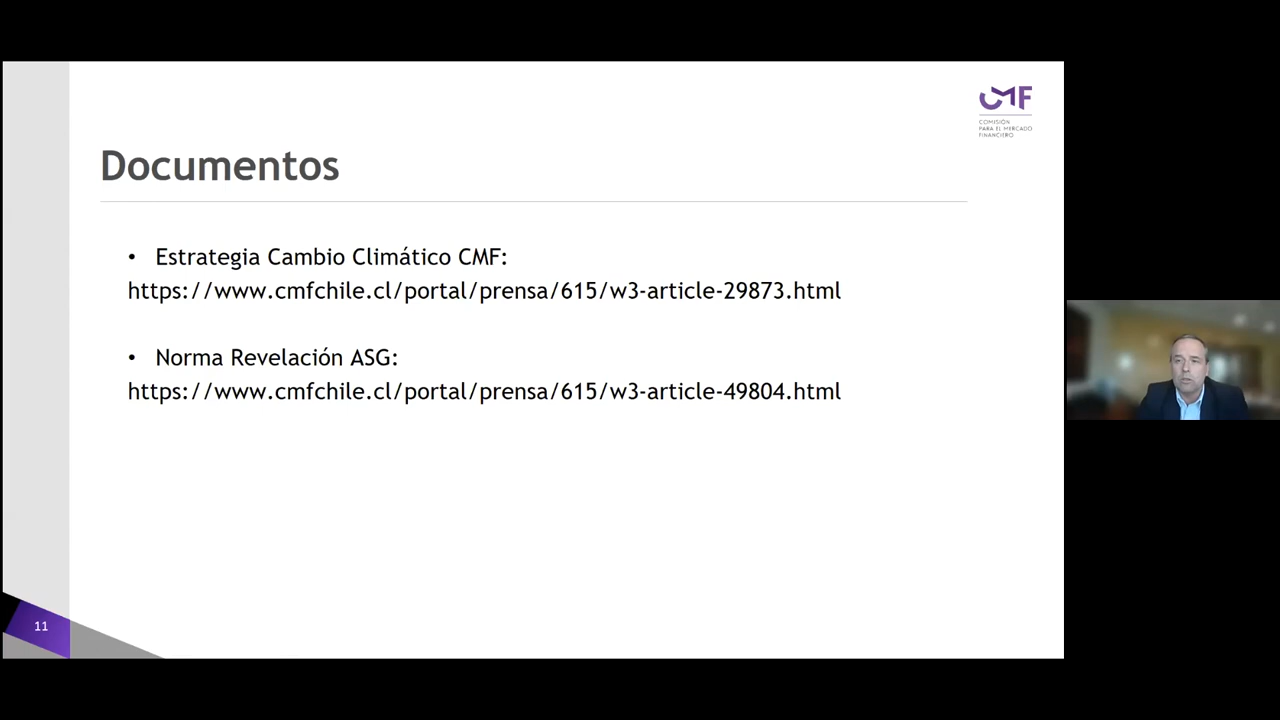 CMF
COMISIÓN
PARA EL MERCADO
FINANCIERO
Documentos
• Estrategia Cambio Climático CMF:
https://www.cmfchile.cl/portal/prensa/615/w3-article-29873.html
• Norma Revelación ASG:
https://www.cmfchile.cl/portal/prensa/615/w3-article-49804.html
11